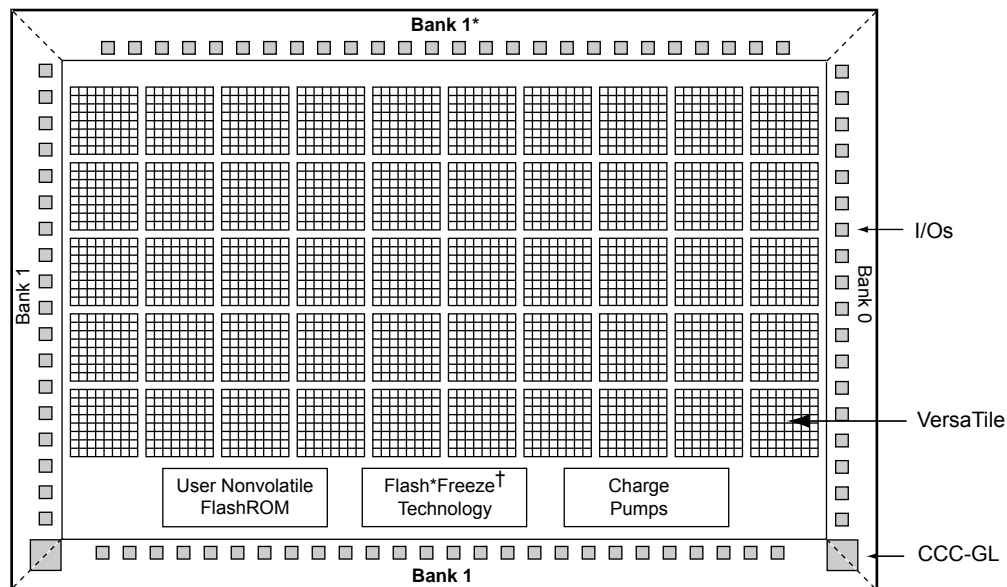 Bank 1*
I/Os
Bank 1
Bank 0
VersaTile
User Nonvolatile
FlashROM
Flash*Freeze†
Technology
Charge
Pumps
CCC-GL
Bank 1